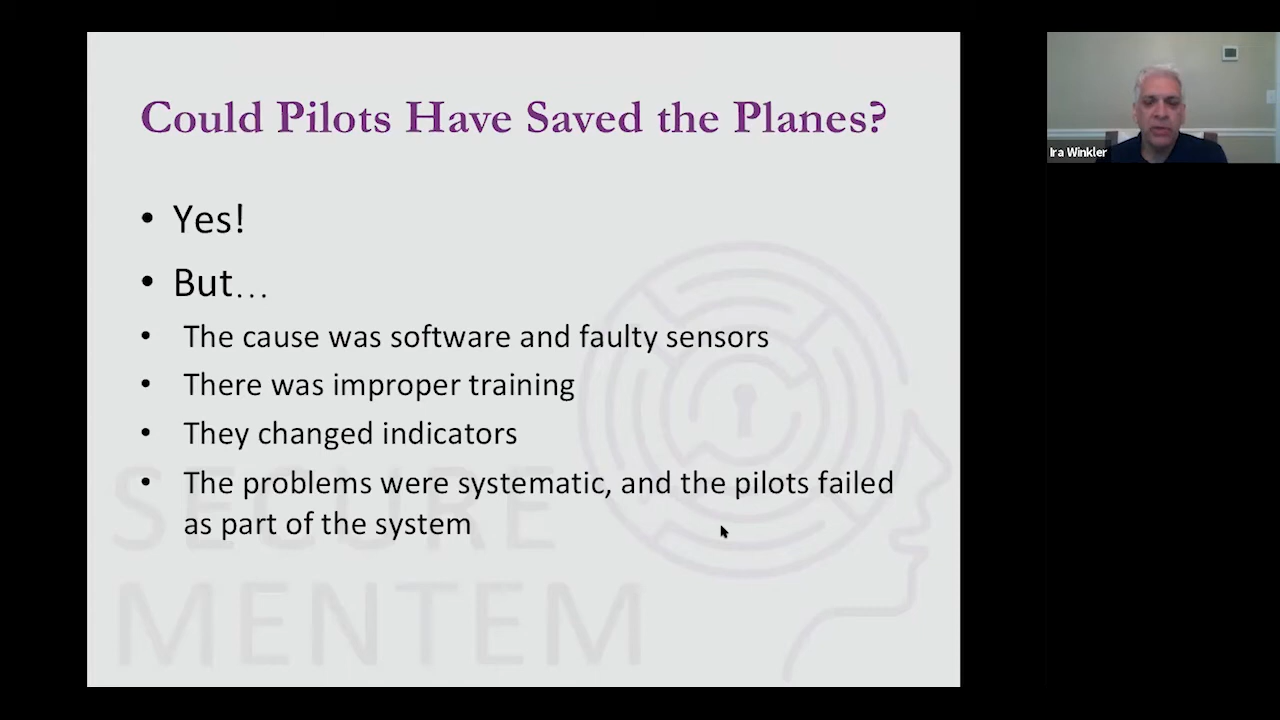 Could Pilots Have Saved the Planes?
• Yes!
• But…
• The cause was software and faulty sensors
• There was improper training
• They changed indicators
• The problems were systematic, and the pilots failed
as part of the system
SECURE
MENTEM
Ira Winkler